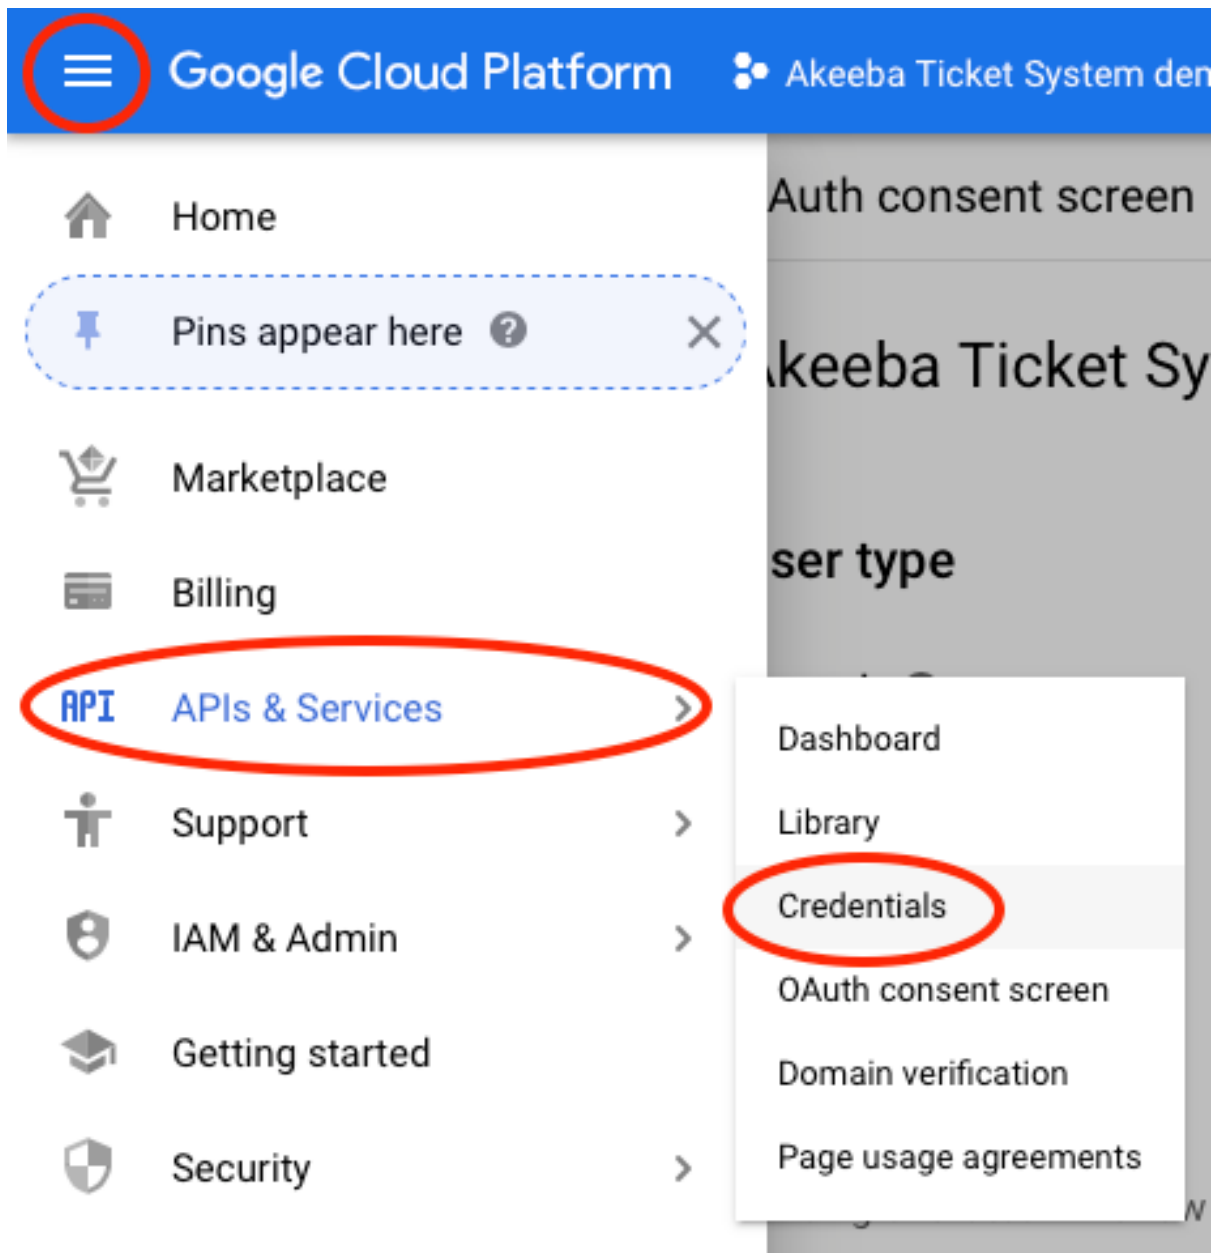 Google Cloud Platform
Akeeba Ticket System
Home
Auth consent screen
Pins appear here
Ticket Sy
Marketplace
ser type
Billing
API APIs & Services
Dashboard
Support
Library
Credentials
IAM & Admin
OAuth consent screen
Getting started
Domain verification
Page usage agreements
Security